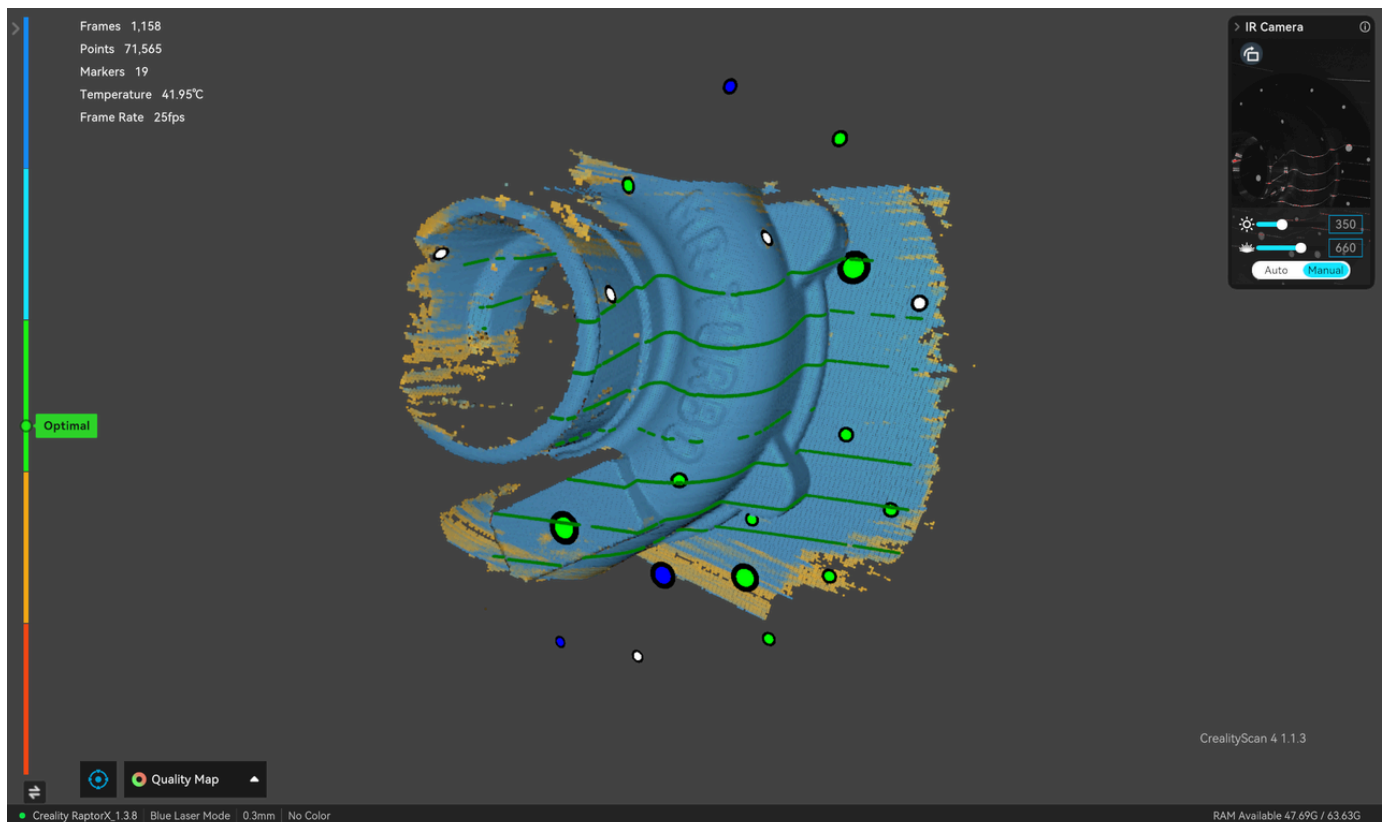 Frames 1,158
Points 71,565
Markers 19
Temperature 41.95℃
Frame Rate 25fps
IR Camera
350
660
Auto Manual
Optimal
CrealityScan 4 1.1.3
Quality Map
Creality RaptorX_1.3.8 Blue Laser Mode 0.3mm No Color
RAM Available 47.69G / 63.63G